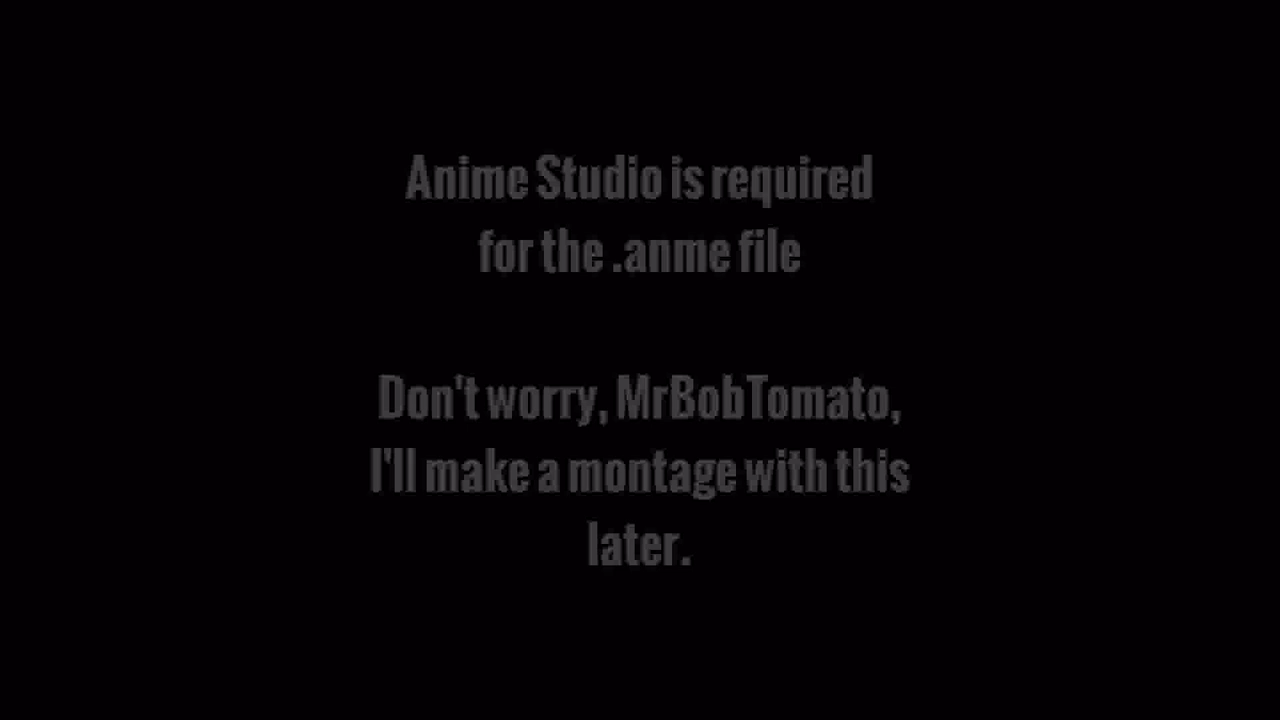 Anime Studio is required
for the .anme file
Don't worry, MrBobTomato,
I'll make a montage with this
later.